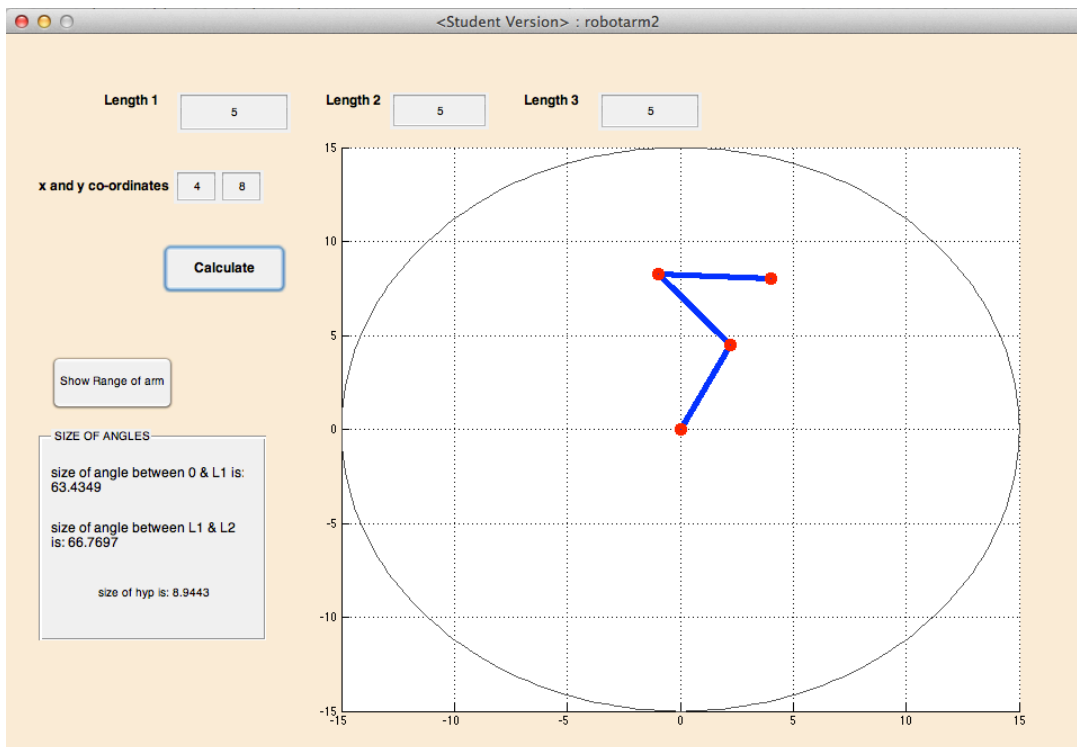 <Student Version> : robotarm2
Length 1
5
Length 2
5
Length 3
5
x and y co-ordinates
4
8
Calculate
Show Range of arm
SIZE OF ANGLES
size of angle between 0 & L1 is:
63.4349
size of angle between L1 & L2
is: 66.7697
size of hyp is: 8.9443
15
10
5
0
-5
-10
-15
-15
-10
-5
0
5
10
15